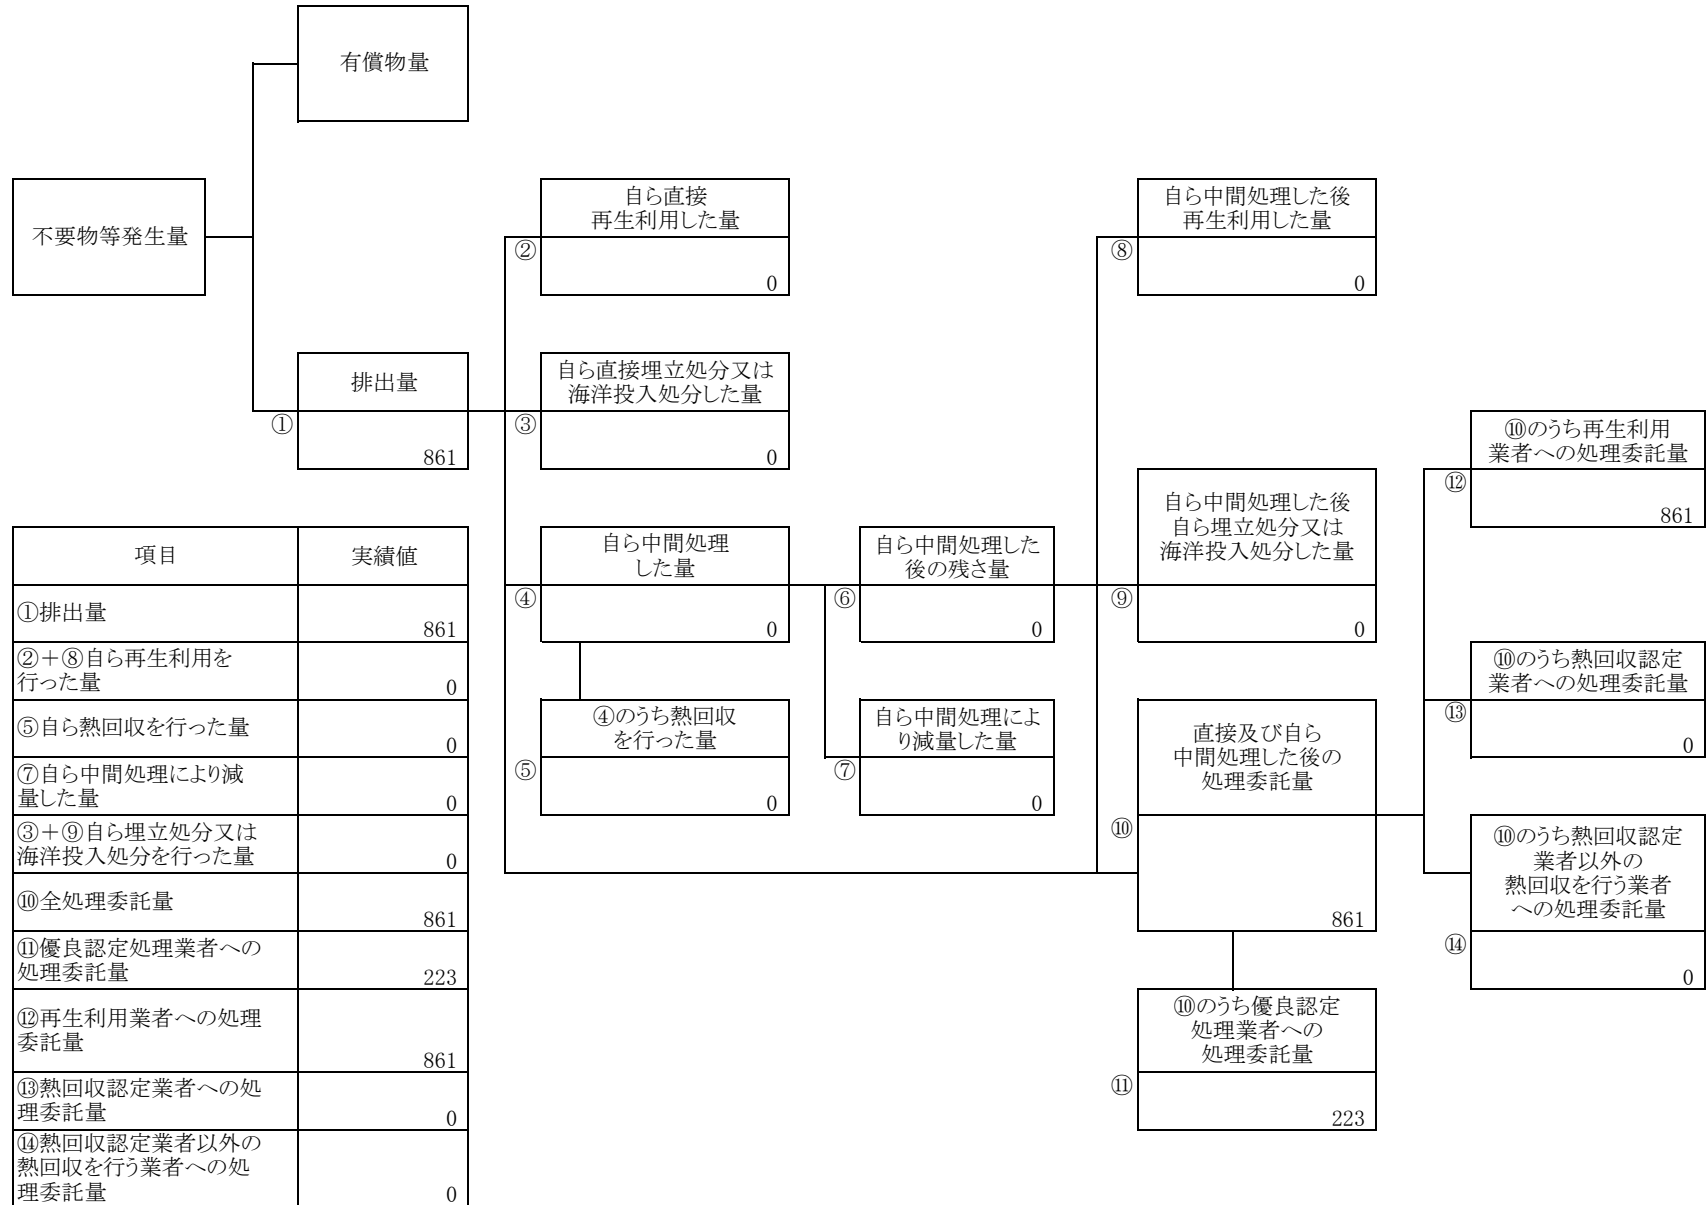 有償物量
不要物等発生量
自ら直接
再生利用した量
②
0
自ら中間処理した後
再生利用した量
⑧
0
排出量
①
861
自ら直接埋立処分又は
海洋投入処分した量
③
0
⑩のうち再生利用
業者への処理委託量
⑫
861
自ら中間処理
した量
④
0
自ら中間処理した
後の残さ量
⑥
0
自ら中間処理した後
自ら埋立処分又は
海洋投入処分した量
⑨
0
⑩のうち熱回収認定
業者への処理委託量
⑬
0
④のうち熱回収
を行った量
⑤
0
自ら中間処理によ
り減量した量
⑦
0
直接及び自ら
中間処理した後の
処理委託量
⑩
861
⑩のうち熱回収認定
業者以外の
熱回収を行う業者
への処理委託量
⑭
0
⑩のうち優良認定
処理業者への
処理委託量
⑪
223
項目 実績値
①排出量
861
②+⑧自ら再生利用を
行った量
0
⑤自ら熱回収を行った量
0
⑦自ら中間処理により減
量した量
0
③+⑨自ら埋立処分又は
海洋投入処分を行った量
0
⑩全処理委託量
861
⑪優良認定処理業者への
処理委託量
223
⑫再生利用業者への処理
委託量
861
⑬熱回収認定業者への処
理委託量
0
⑭熱回収認定業者以外の
熱回収を行う業者への処
理委託量
0